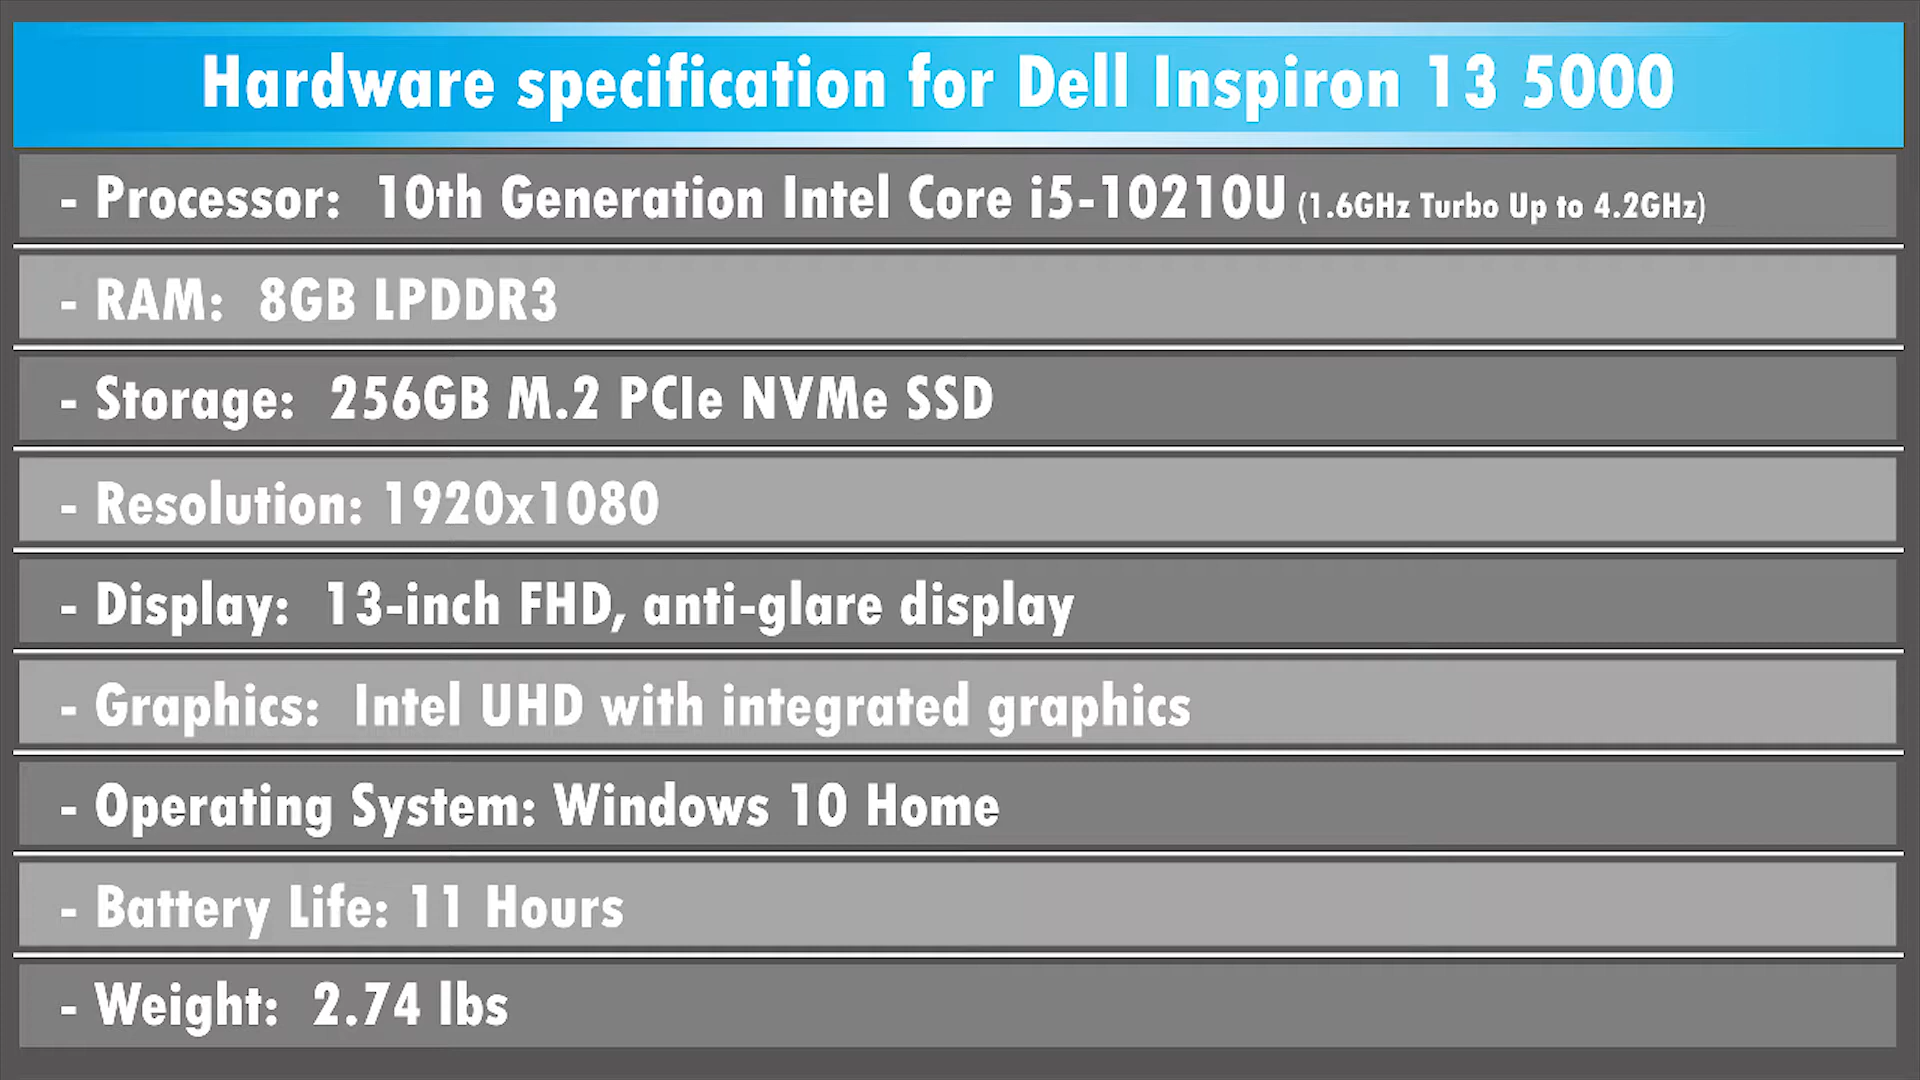 Hardware specification for Dell Inspiron 13 5000
- Processor: 10th Generation Intel Core i5-10210U (1.6GHz Turbo Up to 4.2GHz)
- RAM: 8GB LPDDR3
- Storage: 256GB M.2 PCIe NVMe SSD
- Resolution: 1920x1080
- Display: 13-inch FHD, anti-glare display
- Graphics: Intel UHD with integrated graphics
- Operating System: Windows 10 Home
- Battery Life: 11 Hours
- Weight: 2.74 lbs